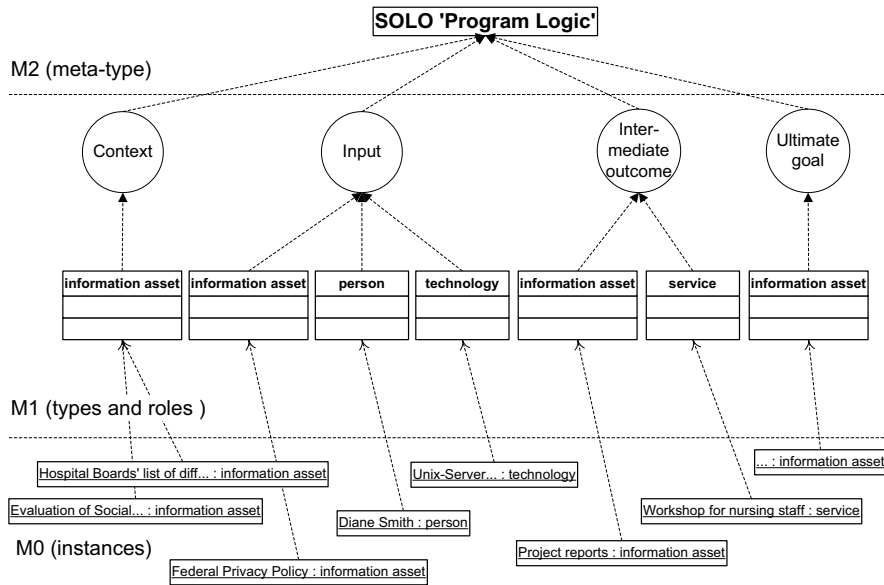 SOLO 'Program Logic'
M2 (meta-type)
Context
Input
Inter-
mediate
outcome
Ultimate
goal
information asset
information asset
person
technology
information asset
service
information asset
M1 (types and roles )
... : information asset
Hospital Boards' list of diff... : information asset
Unix-Server... : technology
Evaluation of Social... : information asset
Diane Smith : person
Workshop for nursing staff : service
M0 (instances)
Project reports : information asset
Federal Privacy Policy : information asset